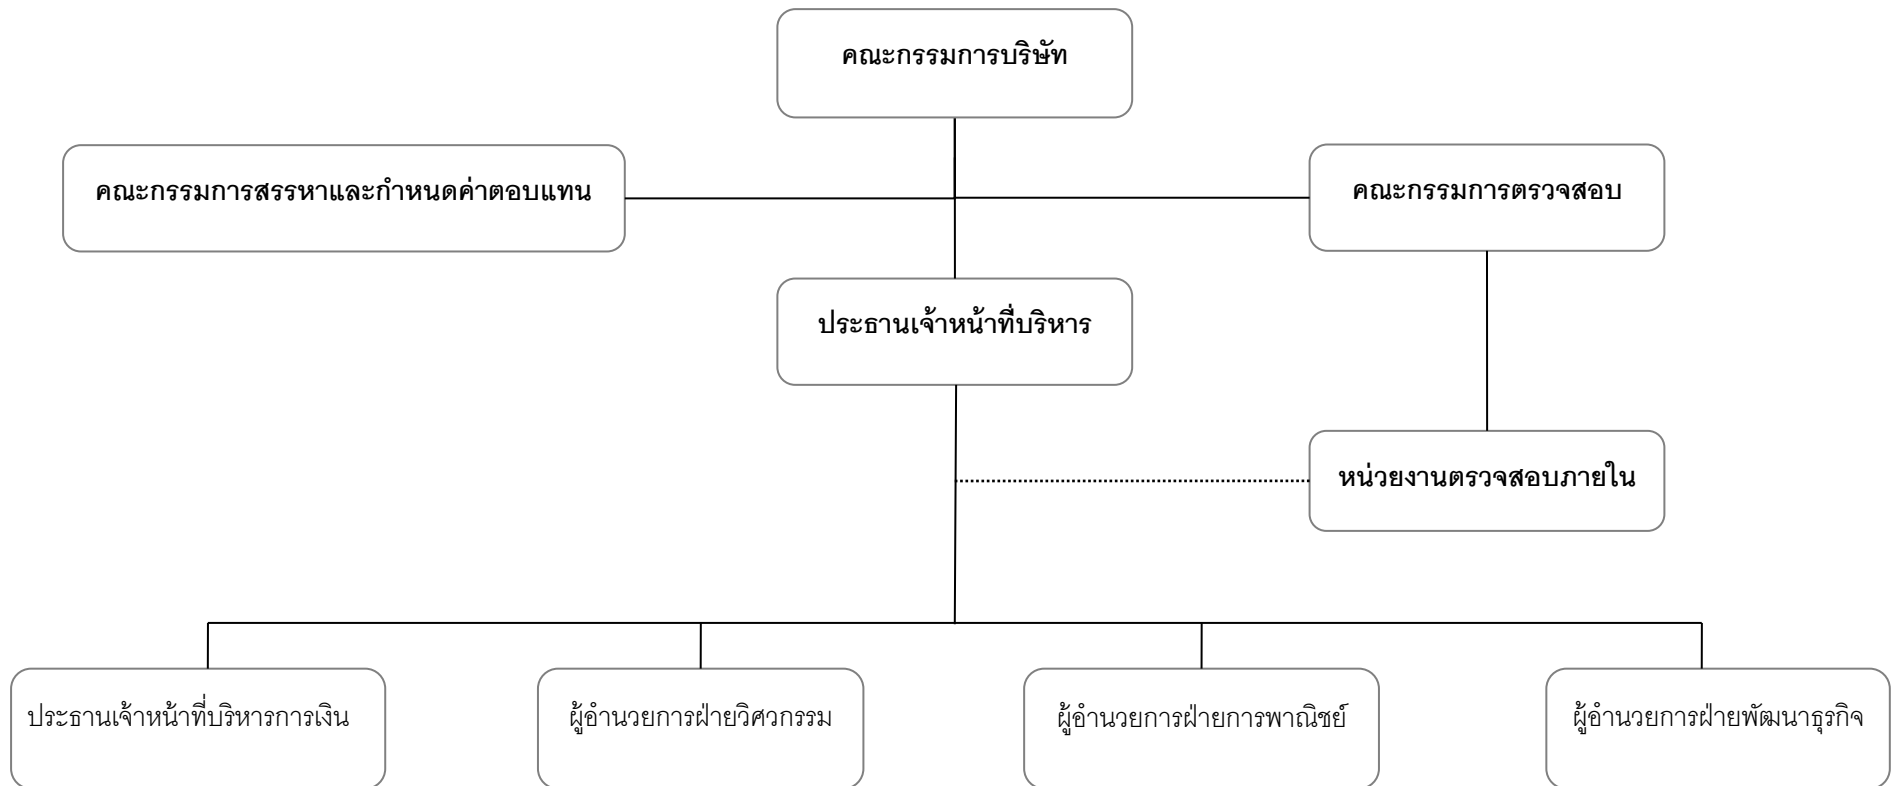 คณะกรรมการบริษัท
คณะกรรมการสรรหาและกำหนดค่าตอบแทน
คณะกรรมการตรวจสอบ
ประธานเจ้าหน้าที่บริหาร
หน่วยงานตรวจสอบภายใน
ประธานเจ้าหน้าที่บริหารการเงิน
ผู้อำนวยการฝ่ายวิศวกรรม
ผู้อำนวยการฝ่ายการพาณิชย์
ผู้อำนวยการฝ่ายพัฒนาธุรกิจ